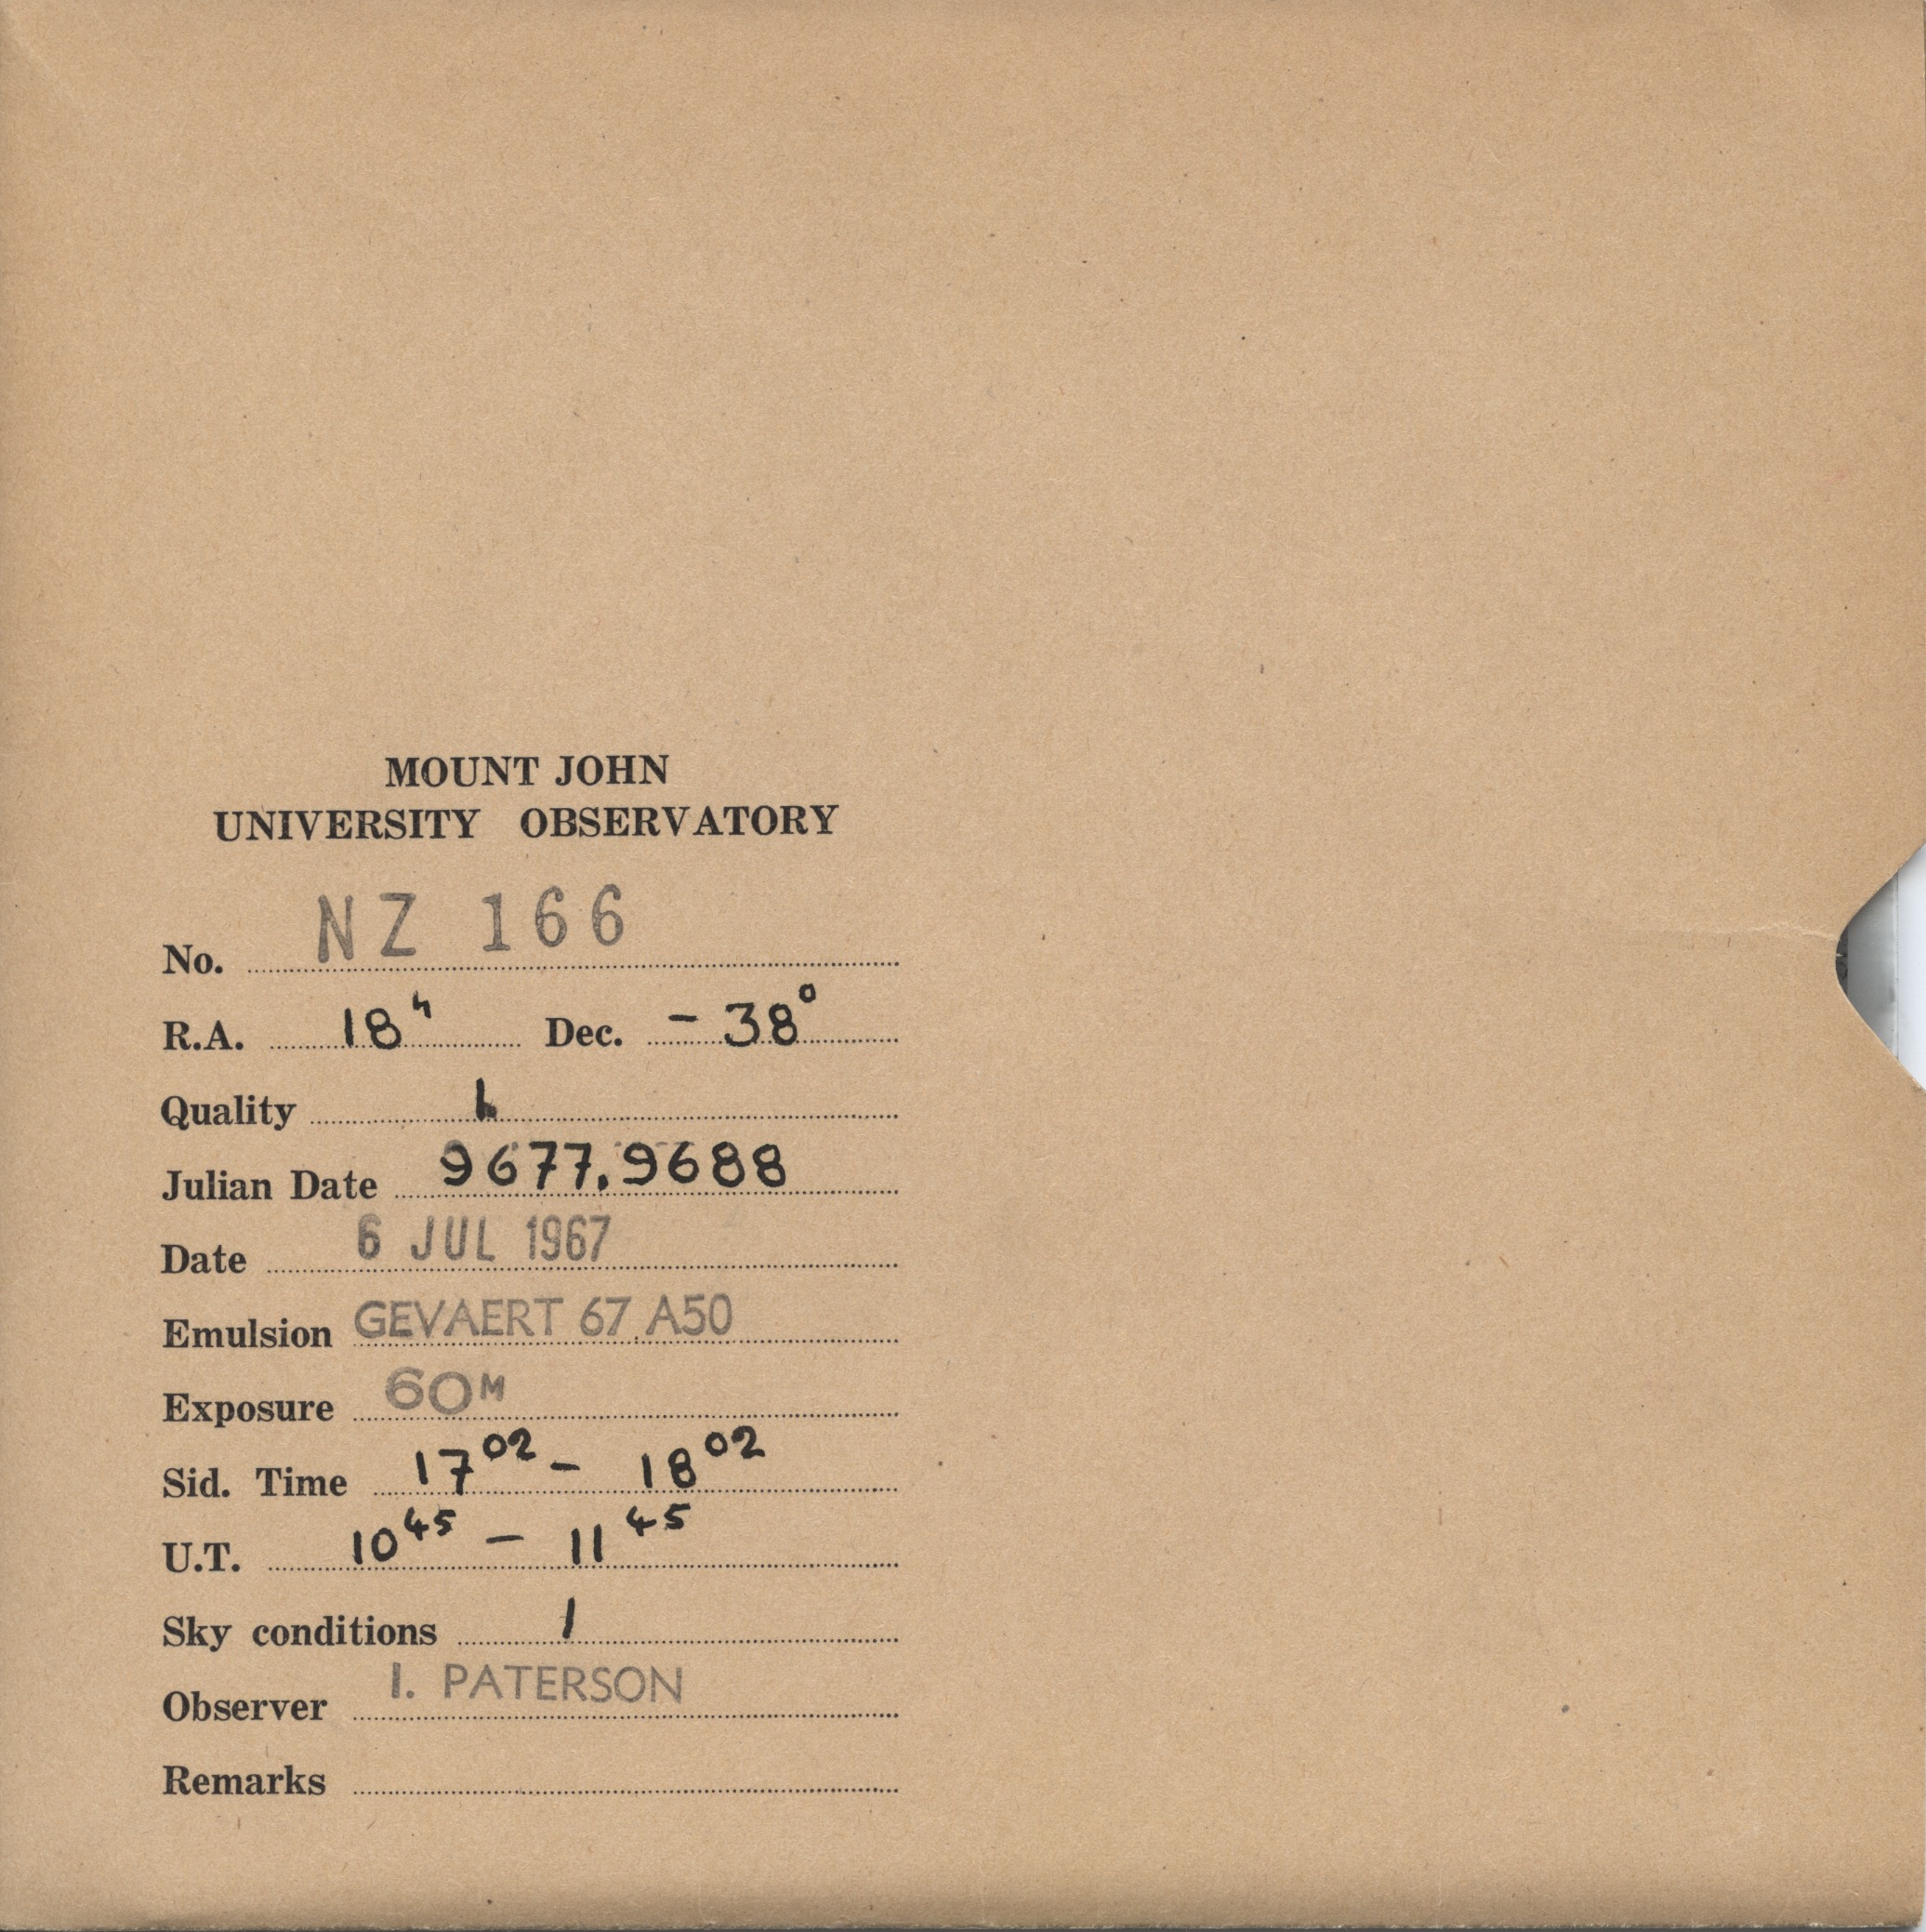 MOUNT JOHN
UNIVERSITY OBSERVATORY
No. NZ 166
R.A. 18ʰ Dec. - 38°
Quality 1
Julian Date 9677.9688
Date 6 JUL 1967
Emulsion GEVAERT 67 A50
Exposure 60ᴹ
Sid. Time 17⁰² - 18⁰²
U.T. 10⁴⁵ - 11⁴⁵
Sky conditions 1
Observer I. PATERSON
Remarks